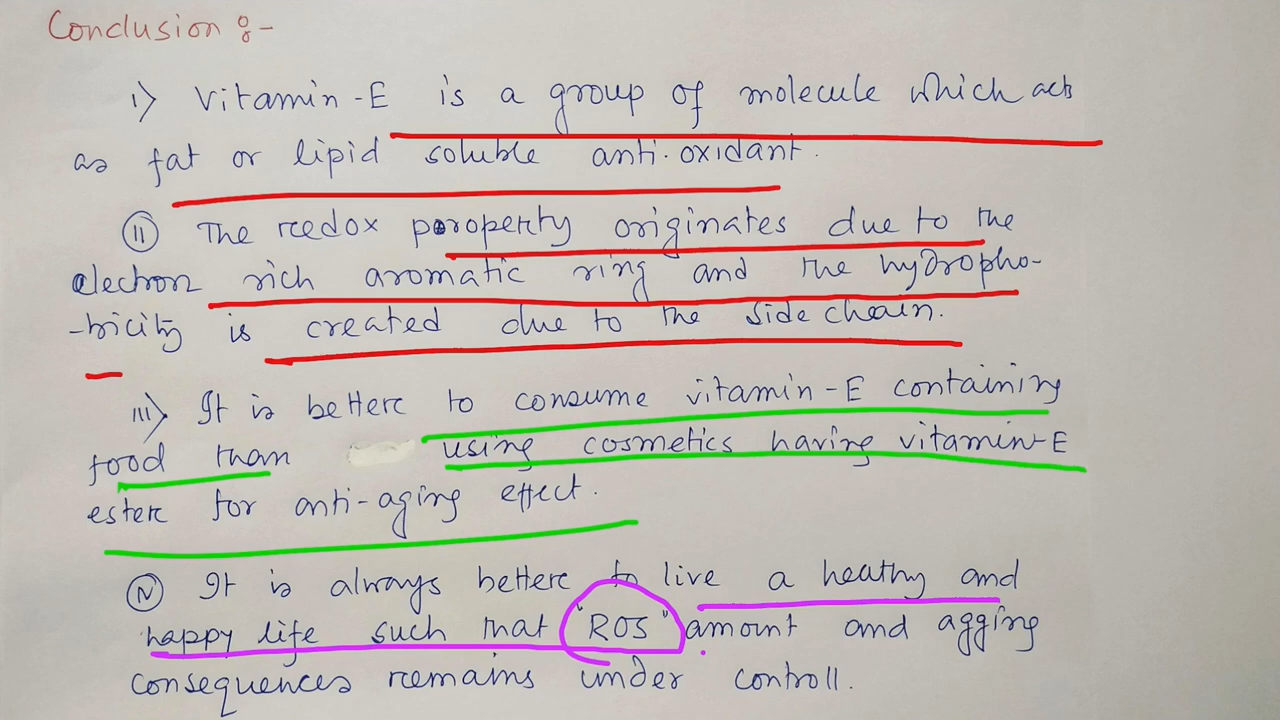 Conclusion :-
i) Vitamin-E is a group of molecule which acts
as fat or lipid soluble anti-oxidant.
(II) The redox property originates due to the
electron rich aromatic ring and the hydropho-
-bicity is created due to the side chain.
III) It is better to consume vitamin-E containing
food than using cosmetics having vitamin-E
ester for anti-aging effect.
(IV) It is always better to live a heathy and
happy life such that "ROS" amount and agging
consequences remains under controll.